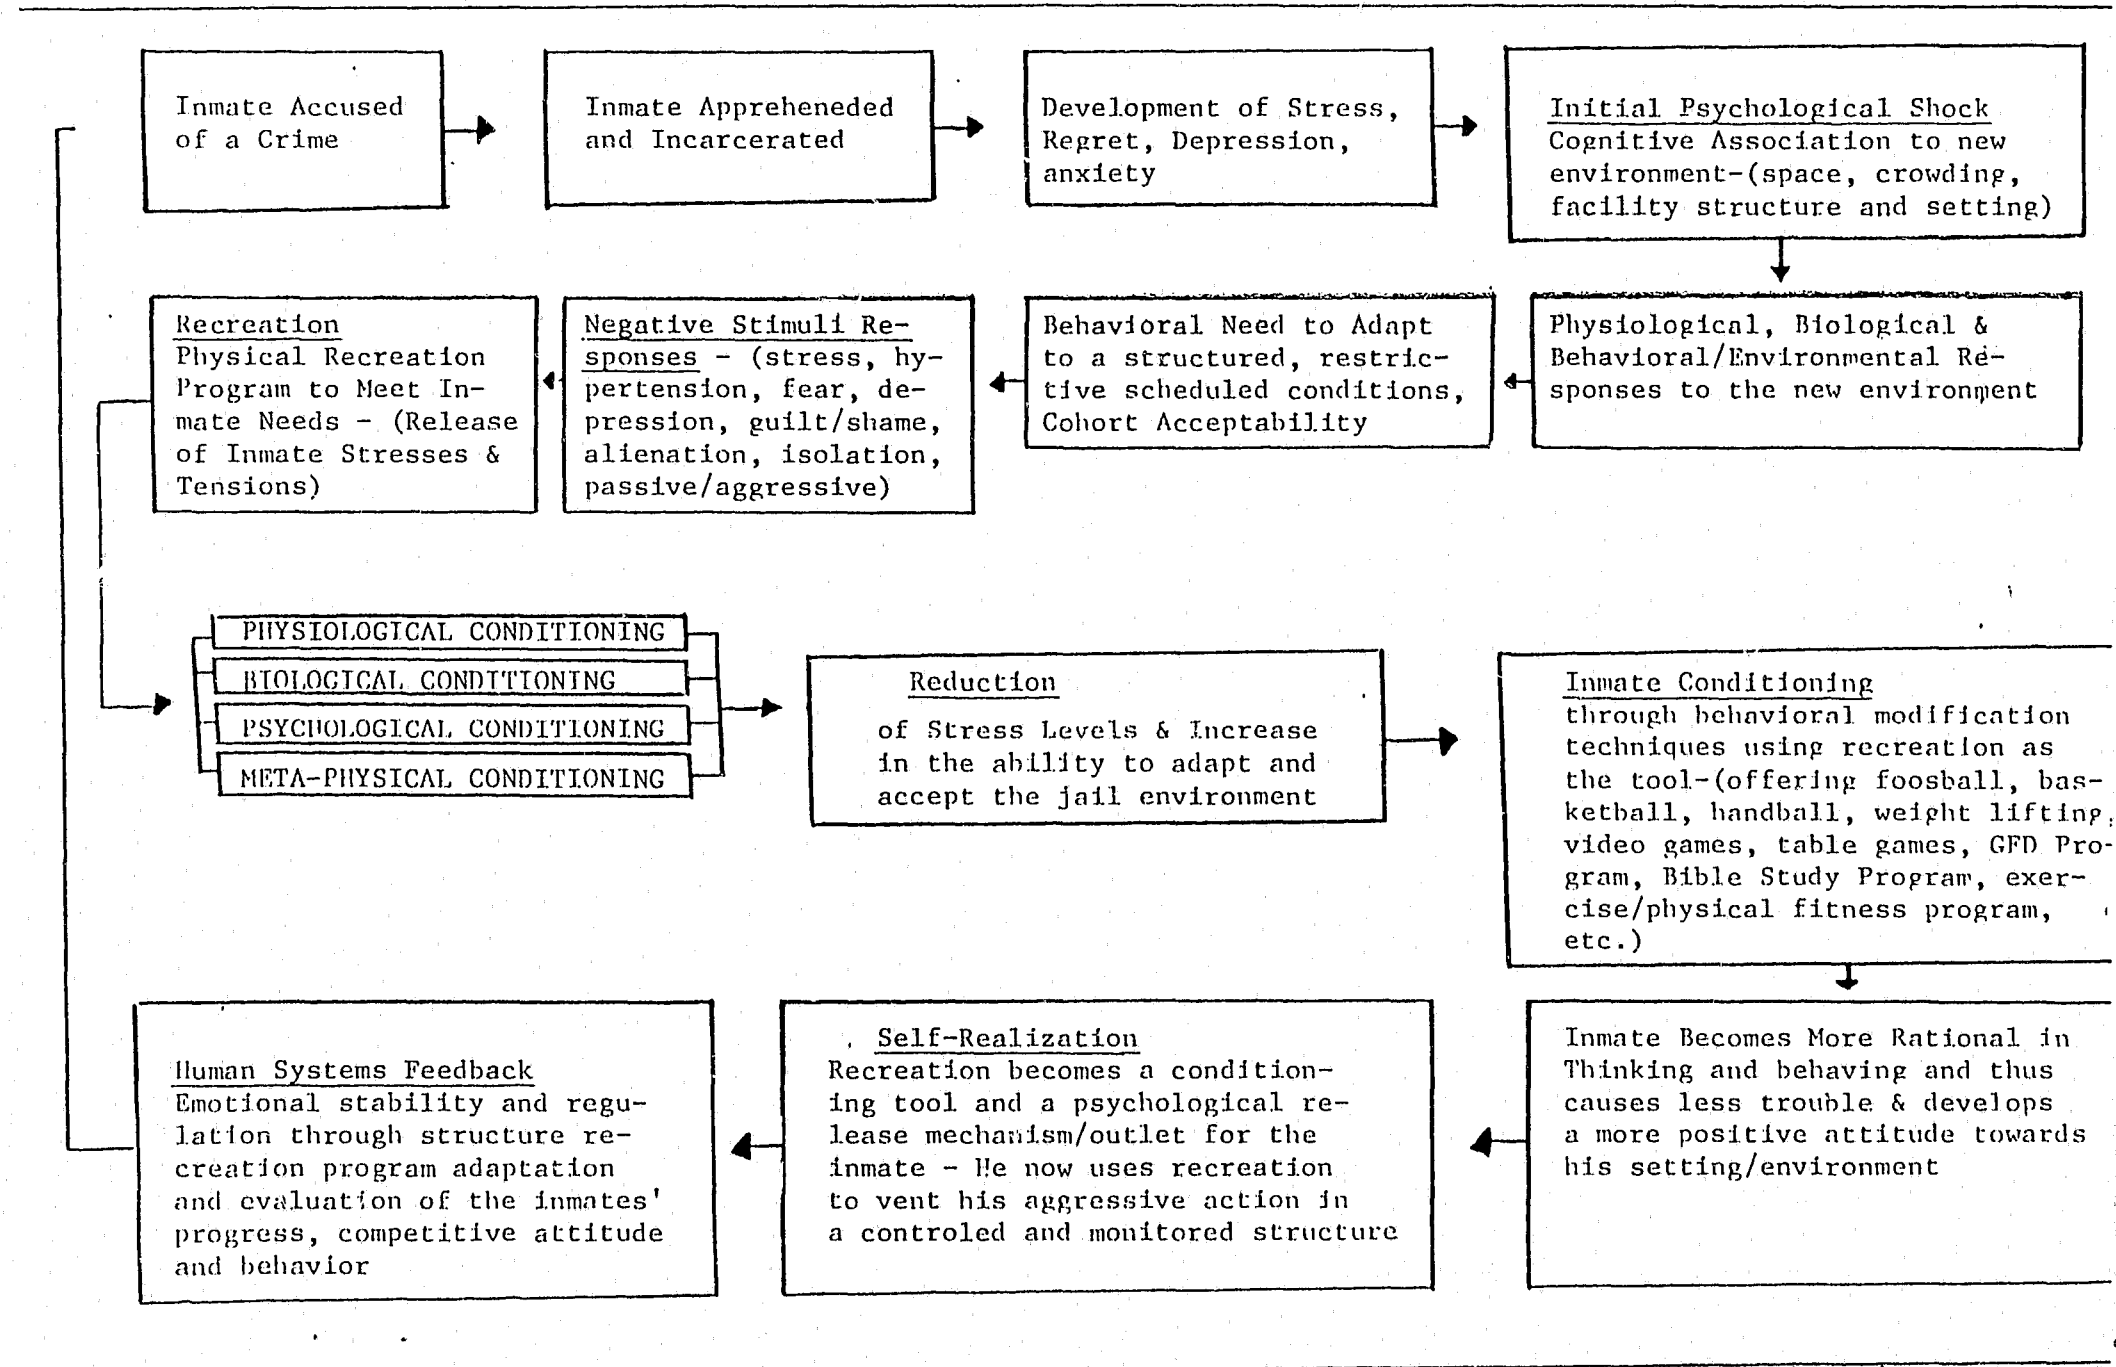 Inmate Accused
of a Crime
Inmate Appreheneded
and Incarcerated
Development of Stress,
Regret, Depression,
anxiety
Initial Psychological Shock
Cognitive Association to new
environment-(space, crowding,
facility structure and setting)
Physiological, Biological &
Behavioral/Environmental Re-
sponses to the new environment
Behavioral Need to Adapt
to a structured, restric-
tive scheduled conditions,
Cohort Acceptability
Negative Stimuli Re-
sponses - (stress, hy-
pertension, fear, de-
pression, guilt/shame,
alienation, isolation,
passive/aggressive)
Recreation
Physical Recreation
Program to Meet In-
mate Needs - (Release
of Inmate Stresses &
Tensions)
PHYSIOLOGICAL CONDITIONING
BIOLOGICAL CONDITIONING
PSYCHOLOGICAL CONDITIONING
META-PHYSICAL CONDITIONING
Reduction
of Stress Levels & Increase
in the ability to adapt and
accept the jail environment
Inmate Conditioning
through behavioral modification
techniques using recreation as
the tool-(offering foosball, bas-
ketball, handball, weight lifting,
video games, table games, GED Pro-
gram, Bible Study Program, exer-
cise/physical fitness program,
etc.)
Inmate Becomes More Rational in
Thinking and behaving and thus
causes less trouble & develops
a more positive attitude towards
his setting/environment
Self-Realization
Recreation becomes a condition-
ing tool and a psychological re-
lease mechanism/outlet for the
inmate - He now uses recreation
to vent his aggressive action in
a controled and monitored structure
Human Systems Feedback
Emotional stability and regu-
lation through structure re-
creation program adaptation
and evaluation of the inmates'
progress, competitive attitude
and behavior